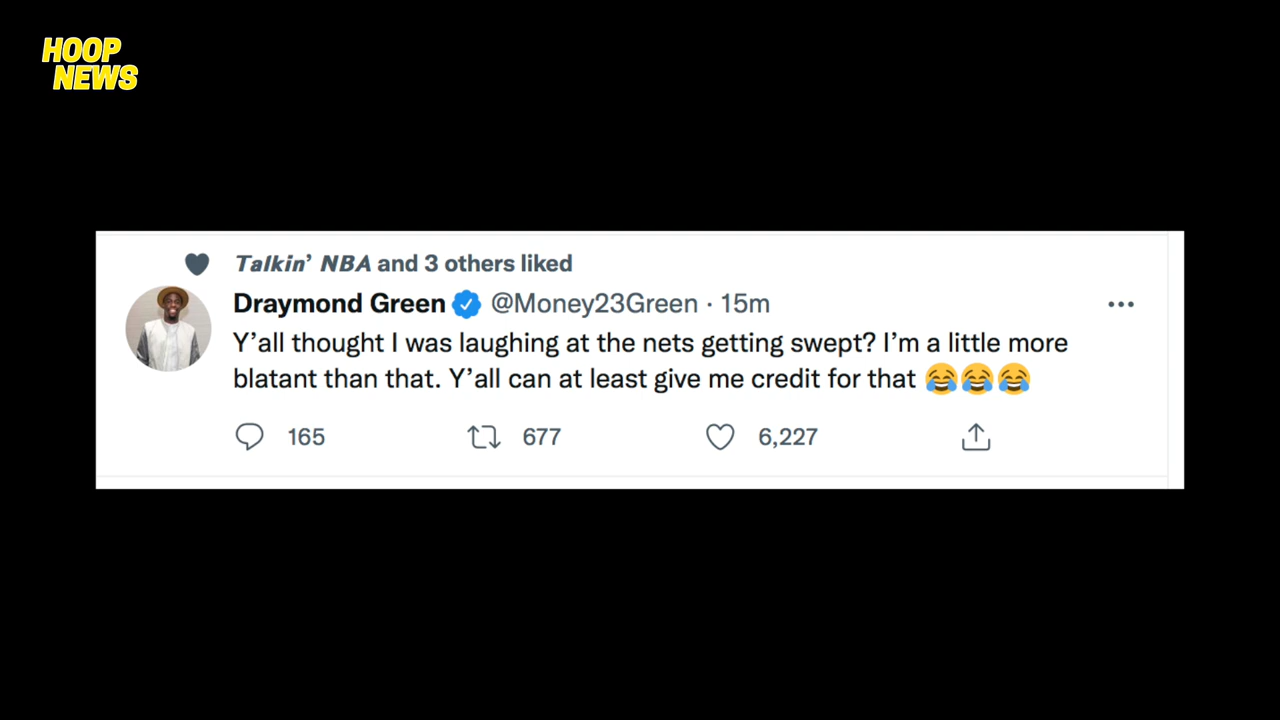 HOOP
NEWS
Talkin’ NBA and 3 others liked
Draymond Green @Money23Green · 15m
Y’all thought I was laughing at the nets getting swept? I’m a little more
blatant than that. Y’all can at least give me credit for that 😂😂😂
165 677 6,227